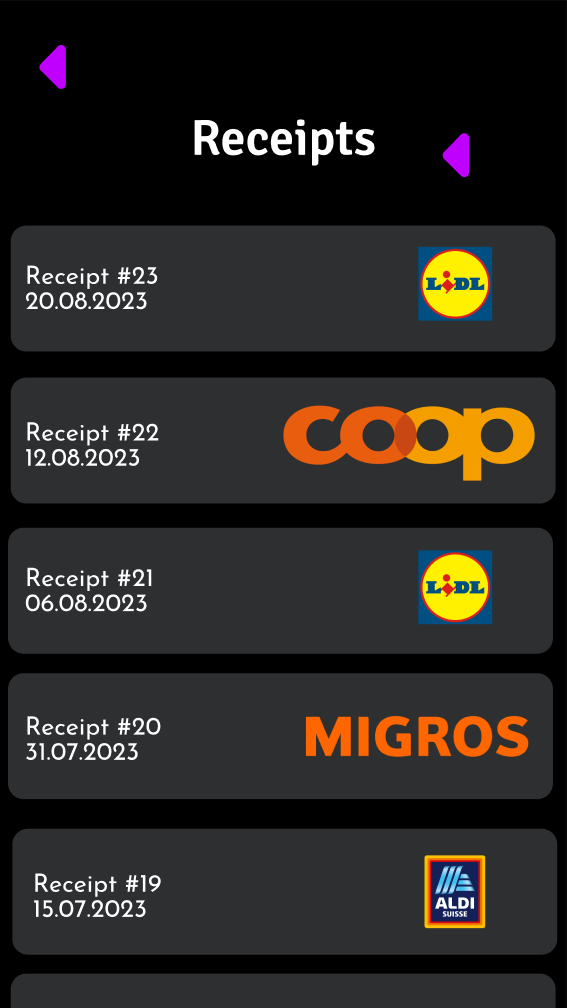 Receipts
Receipt #23
20.08.2023
LIDL
Receipt #22
12.08.2023
coop
Receipt #21
06.08.2023
LIDL
Receipt #20
31.07.2023
MIGROS
Receipt #19
15.07.2023
ALDI
SUISSE